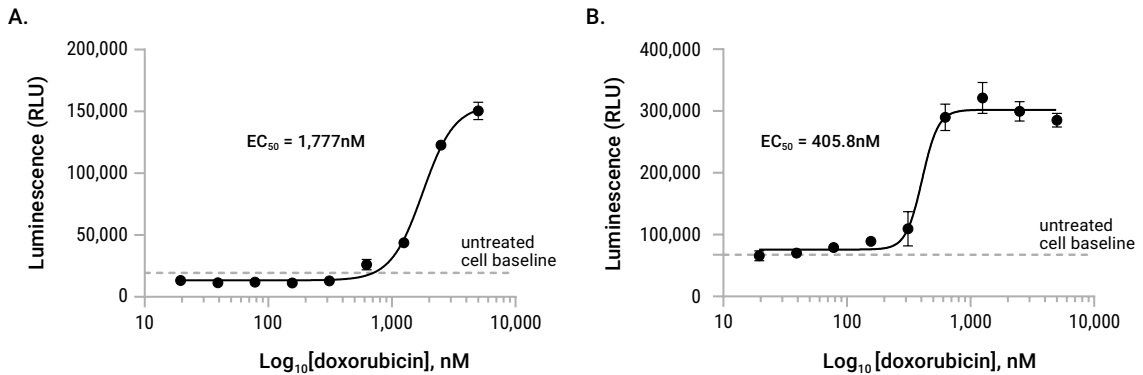 A.
200,000
150,000
100,000
50,000
0
Luminescence (RLU)
EC₅₀ = 1,777nM
untreated
cell baseline
10
100
1,000
10,000
Log₁₀[doxorubicin], nM
B.
400,000
300,000
200,000
100,000
0
Luminescence (RLU)
EC₅₀ = 405.8nM
untreated
cell baseline
10
100
1,000
10,000
Log₁₀ [doxorubicin], nM